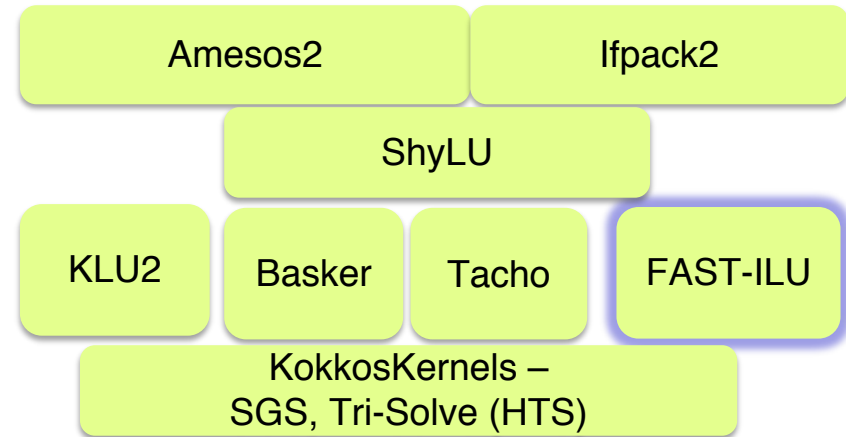 Amesos2
Ifpack2
ShyLU
KLU2
Basker
Tacho
FAST-ILU
KokkosKernels –
SGS, Tri-Solve (HTS)